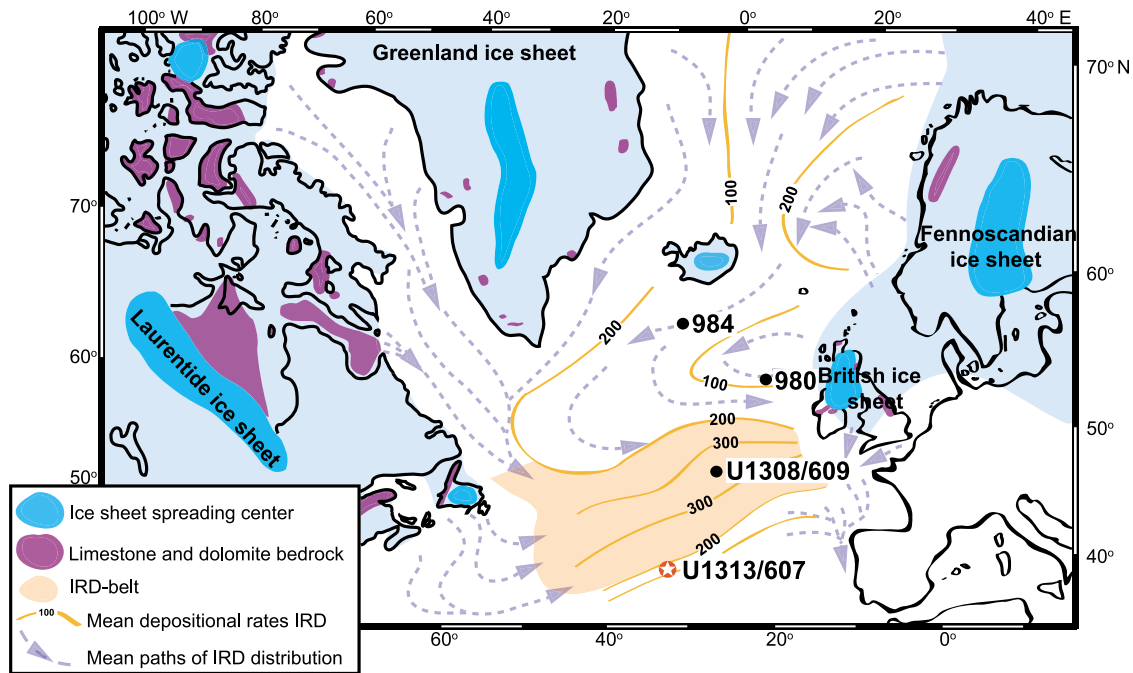 100° W 80° 60° 40° 20° 0° 20° 40° E
Greenland ice sheet
70° N
100
200
70°
Fennoscandian
ice sheet
60°
200
984
Laurentide ice sheet
60°
100
980
British ice
sheet
200
50°
300
U1308/609
50°
300
200
40°
U1313/607
Ice sheet spreading center
Limestone and dolomite bedrock
IRD-belt
100
Mean depositional rates IRD
Mean paths of IRD distribution
60° 40° 20° 0°